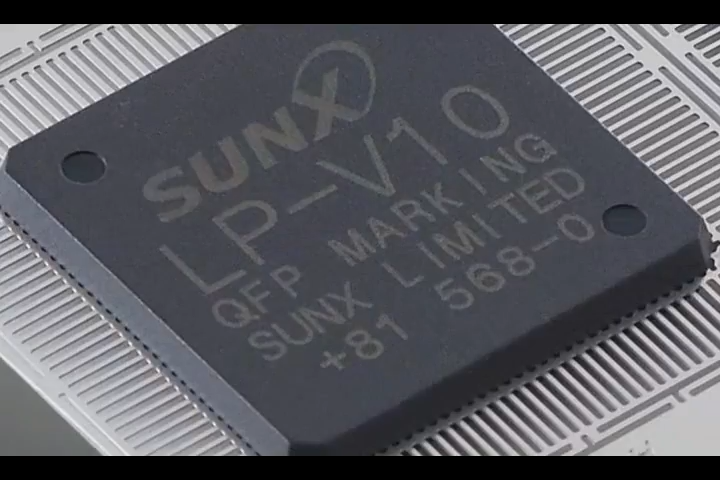 SUNX
LP-V10
QFP MARKING
SUNX LIMITED
+81 568-0